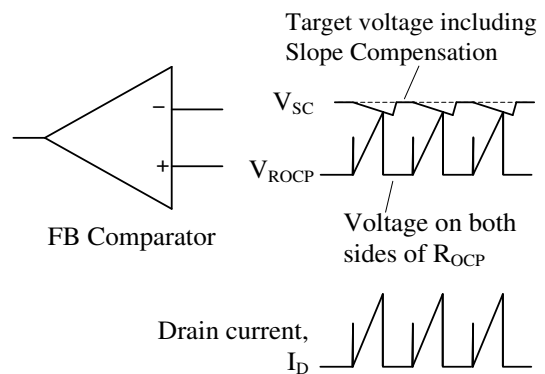 Target voltage including
Slope Compensation
V_SC
−
+
V_ROCP
FB Comparator
Voltage on both
sides of R_OCP
Drain current,
I_D